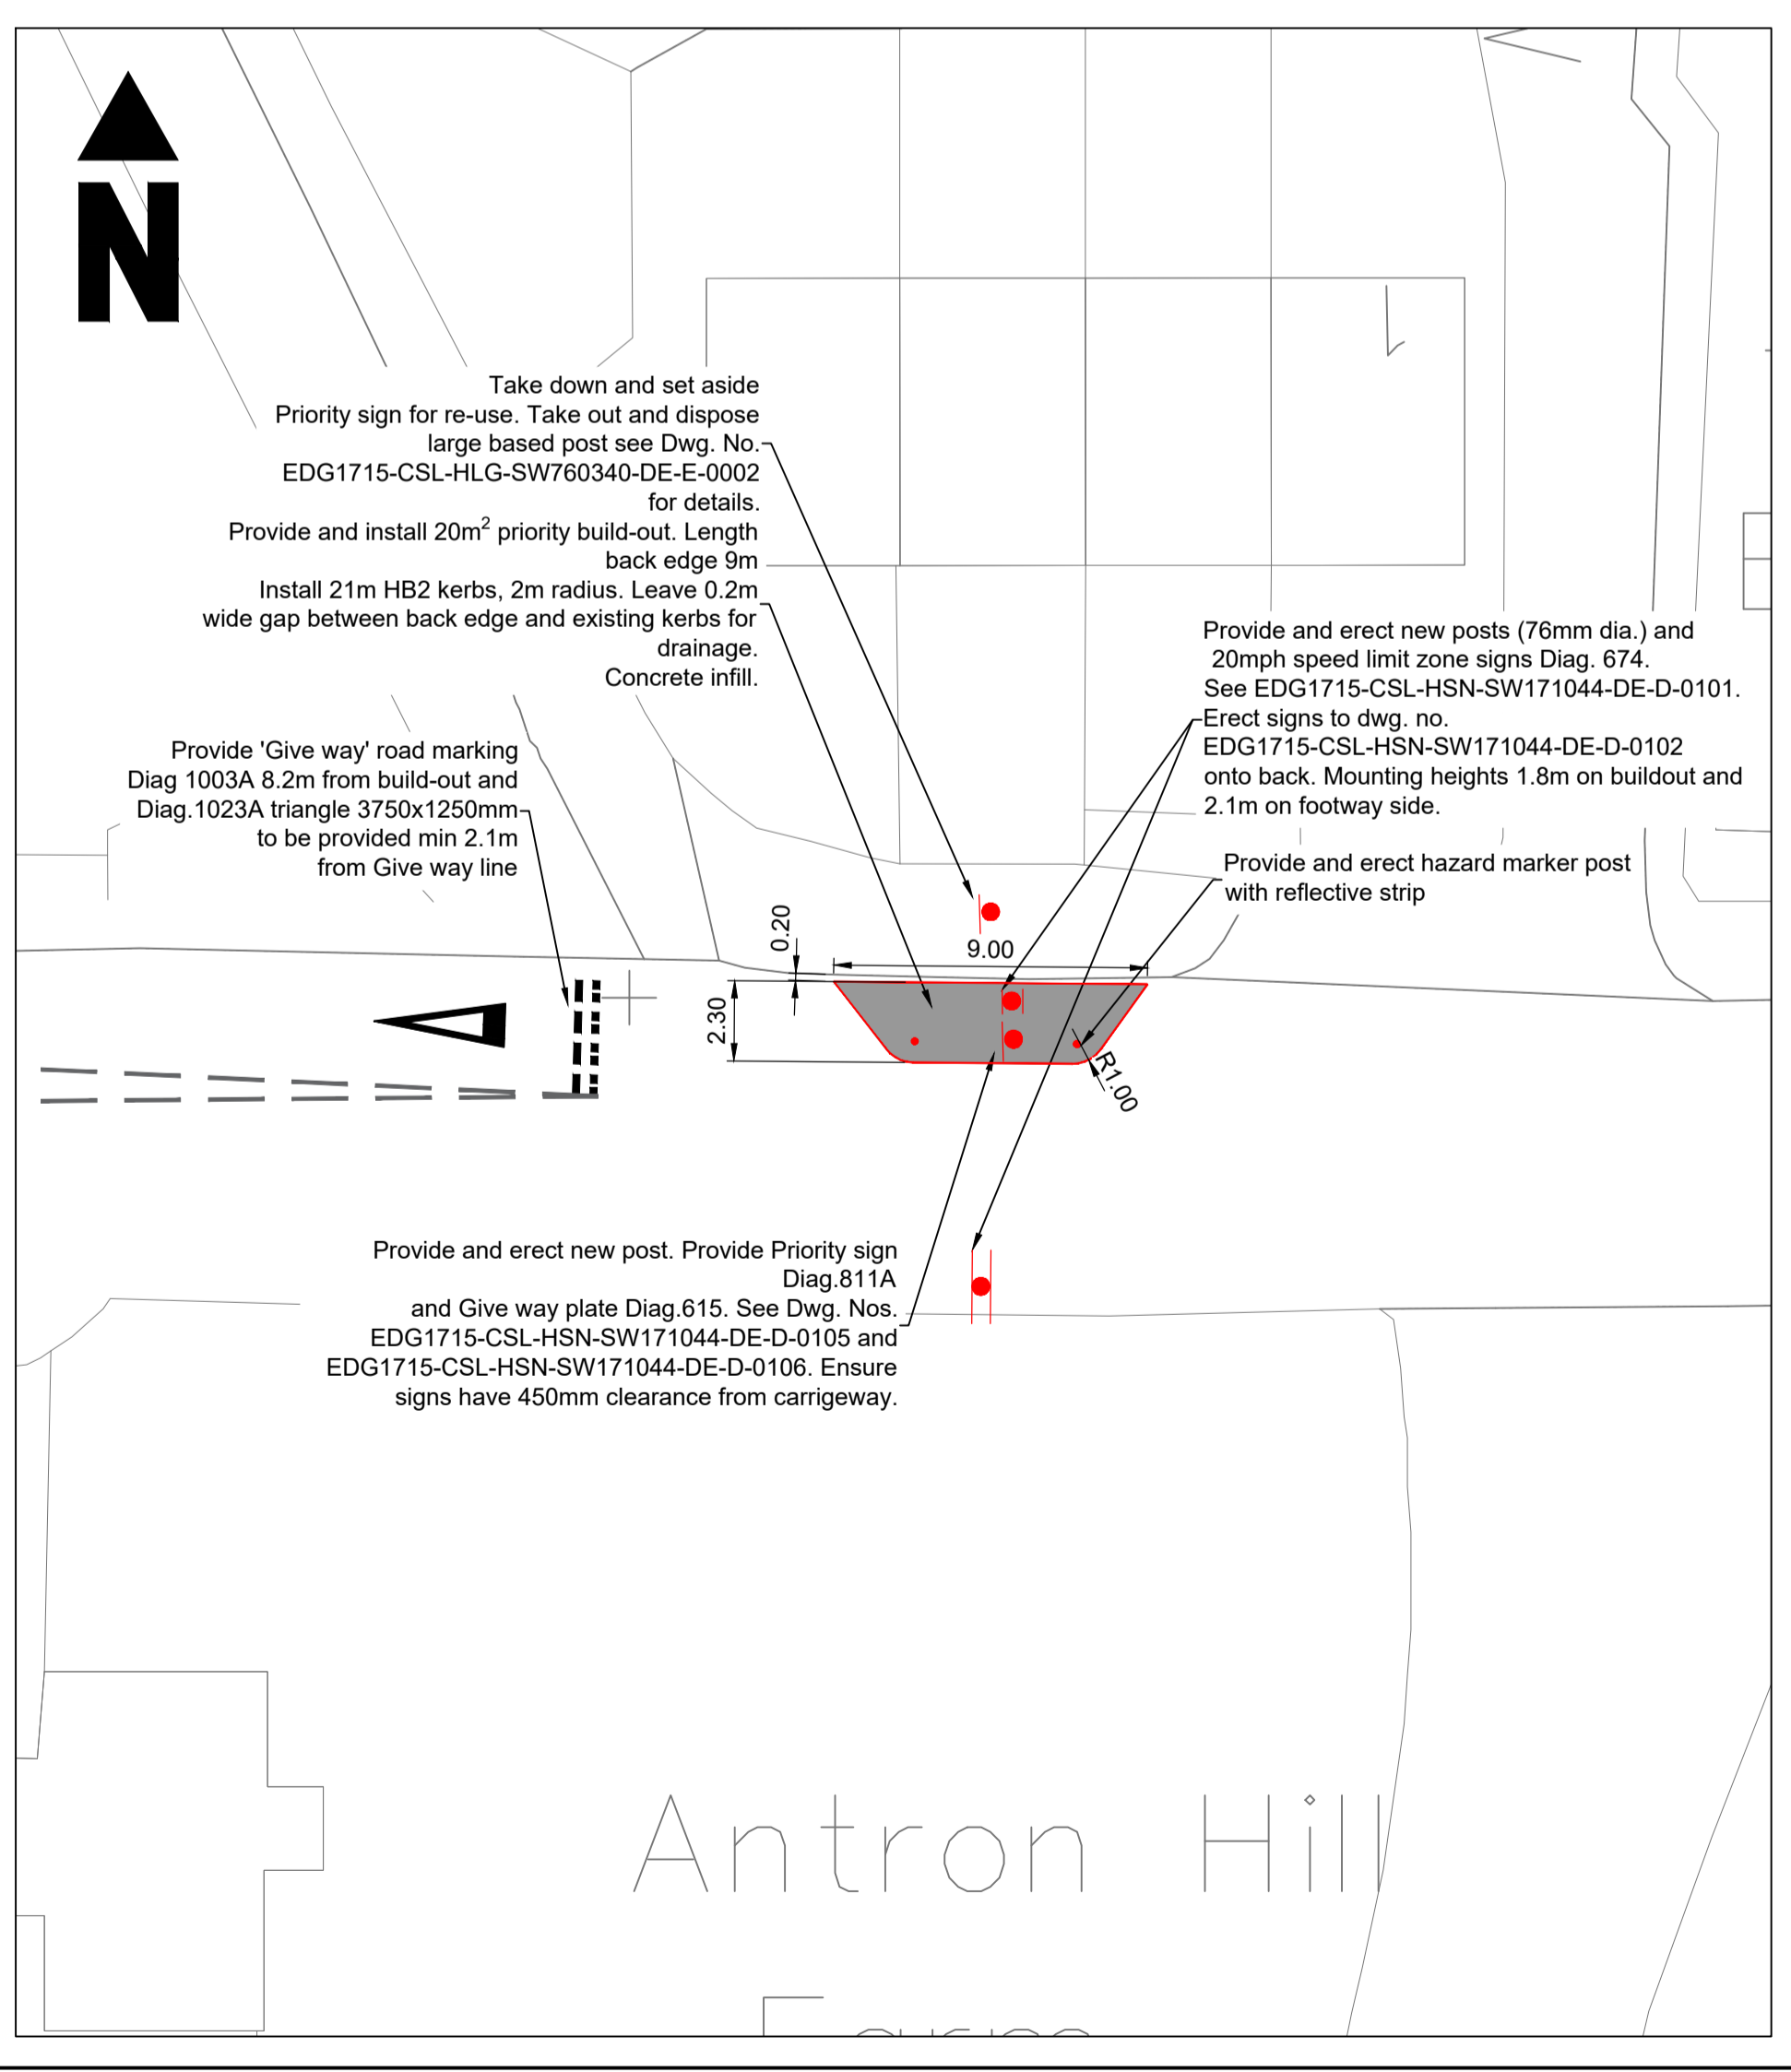 N
Take down and set aside
Priority sign for re-use. Take out and dispose
large based post see Dwg. No.
EDG1715-CSL-HLG-SW760340-DE-E-0002
for details.
Provide and install 20m² priority build-out. Length
back edge 9m
Install 21m HB2 kerbs, 2m radius. Leave 0.2m
wide gap between back edge and existing kerbs for
drainage.
Concrete infill.
Provide and erect new posts (76mm dia.) and
20mph speed limit zone signs Diag. 674.
See EDG1715-CSL-HSN-SW171044-DE-D-0101.
Erect signs to dwg. no.
EDG1715-CSL-HSN-SW171044-DE-D-0102
onto back. Mounting heights 1.8m on buildout and
2.1m on footway side.
Provide 'Give way' road marking
Diag 1003A 8.2m from build-out and
Diag.1023A triangle 3750x1250mm
to be provided min 2.1m
from Give way line
Provide and erect hazard marker post
with reflective strip
0.20
9.00
2.30
R1.00
Provide and erect new post. Provide Priority sign
Diag.811A
and Give way plate Diag.615. See Dwg. Nos.
EDG1715-CSL-HSN-SW171044-DE-D-0105 and
EDG1715-CSL-HSN-SW171044-DE-D-0106. Ensure
signs have 450mm clearance from carrigeway.
Antron Hill